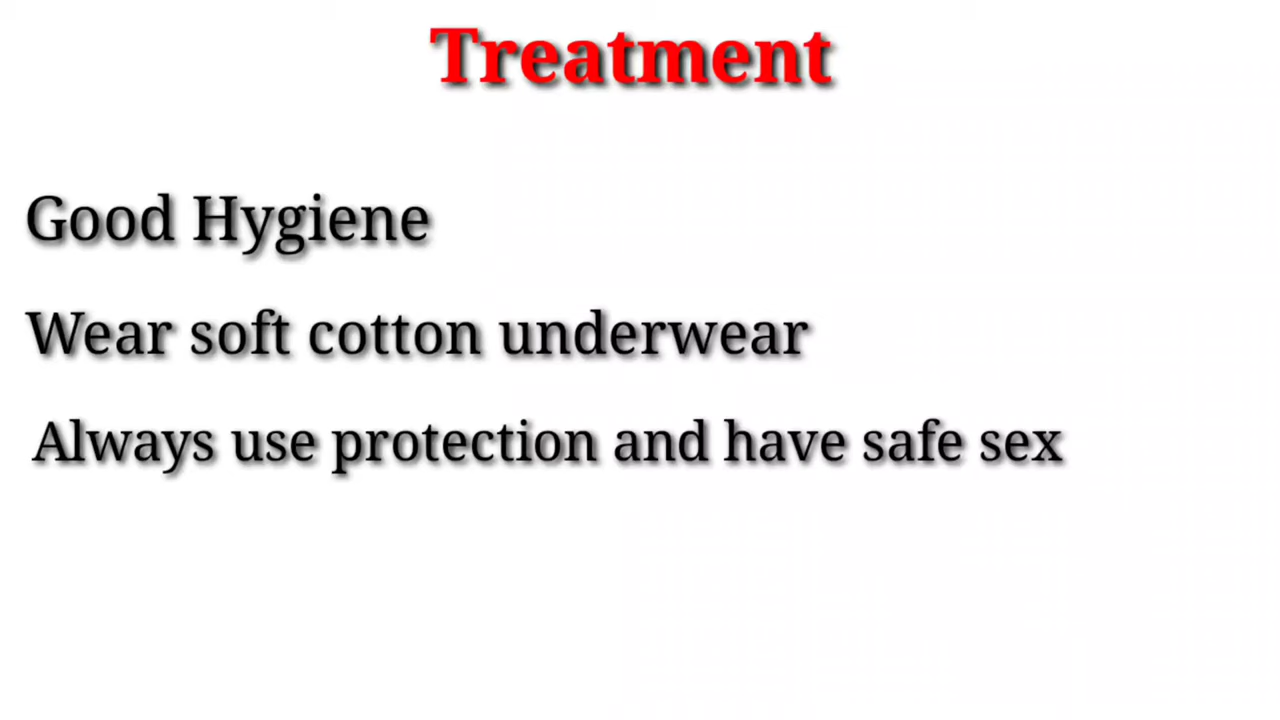 Treatment
Good Hygiene
Wear soft cotton underwear
Always use protection and have safe sex